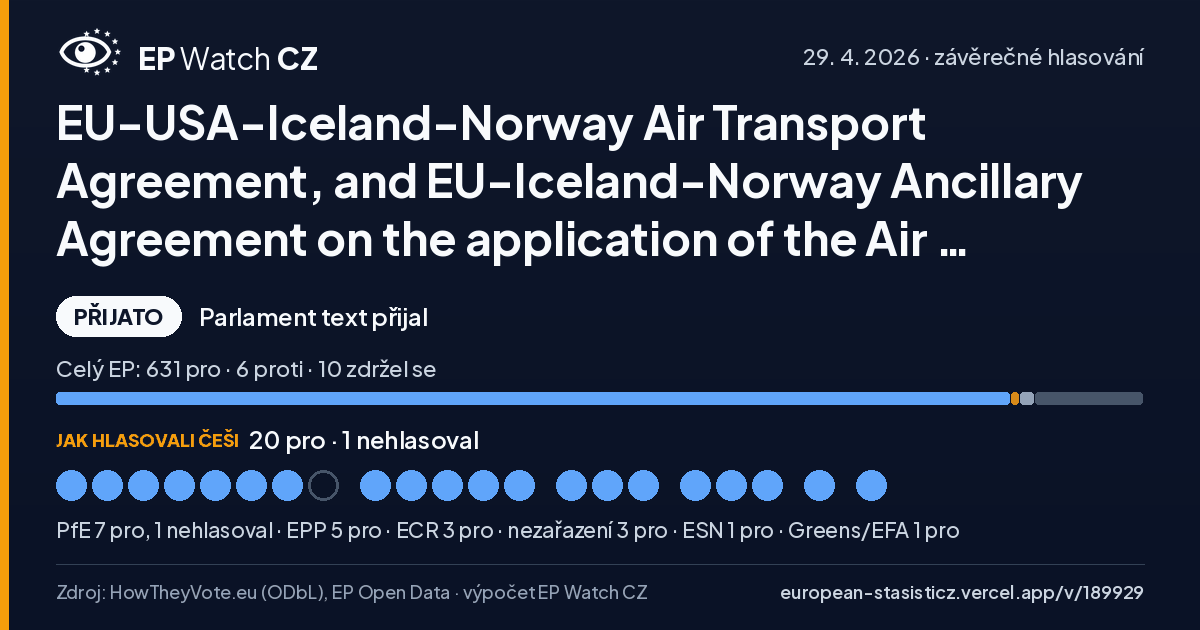 EP Watch CZ
29. 4. 2026 · závěrečné hlasování
EU–USA–Iceland–Norway Air Transport
Agreement, and EU–Iceland–Norway Ancillary
Agreement on the application of the Air …
PŘIJATO Parlament text přijal
Celý EP: 631 pro · 6 proti · 10 zdržel se
JAK HLASOVALI ČEŠI 20 pro · 1 nehlasoval
PfE 7 pro, 1 nehlasoval · EPP 5 pro · ECR 3 pro · nezařazení 3 pro · ESN 1 pro · Greens/EFA 1 pro
Zdroj: HowTheyVote.eu (ODbL), EP Open Data · výpočet EP Watch CZ
european-stasisticz.vercel.app/v/189929